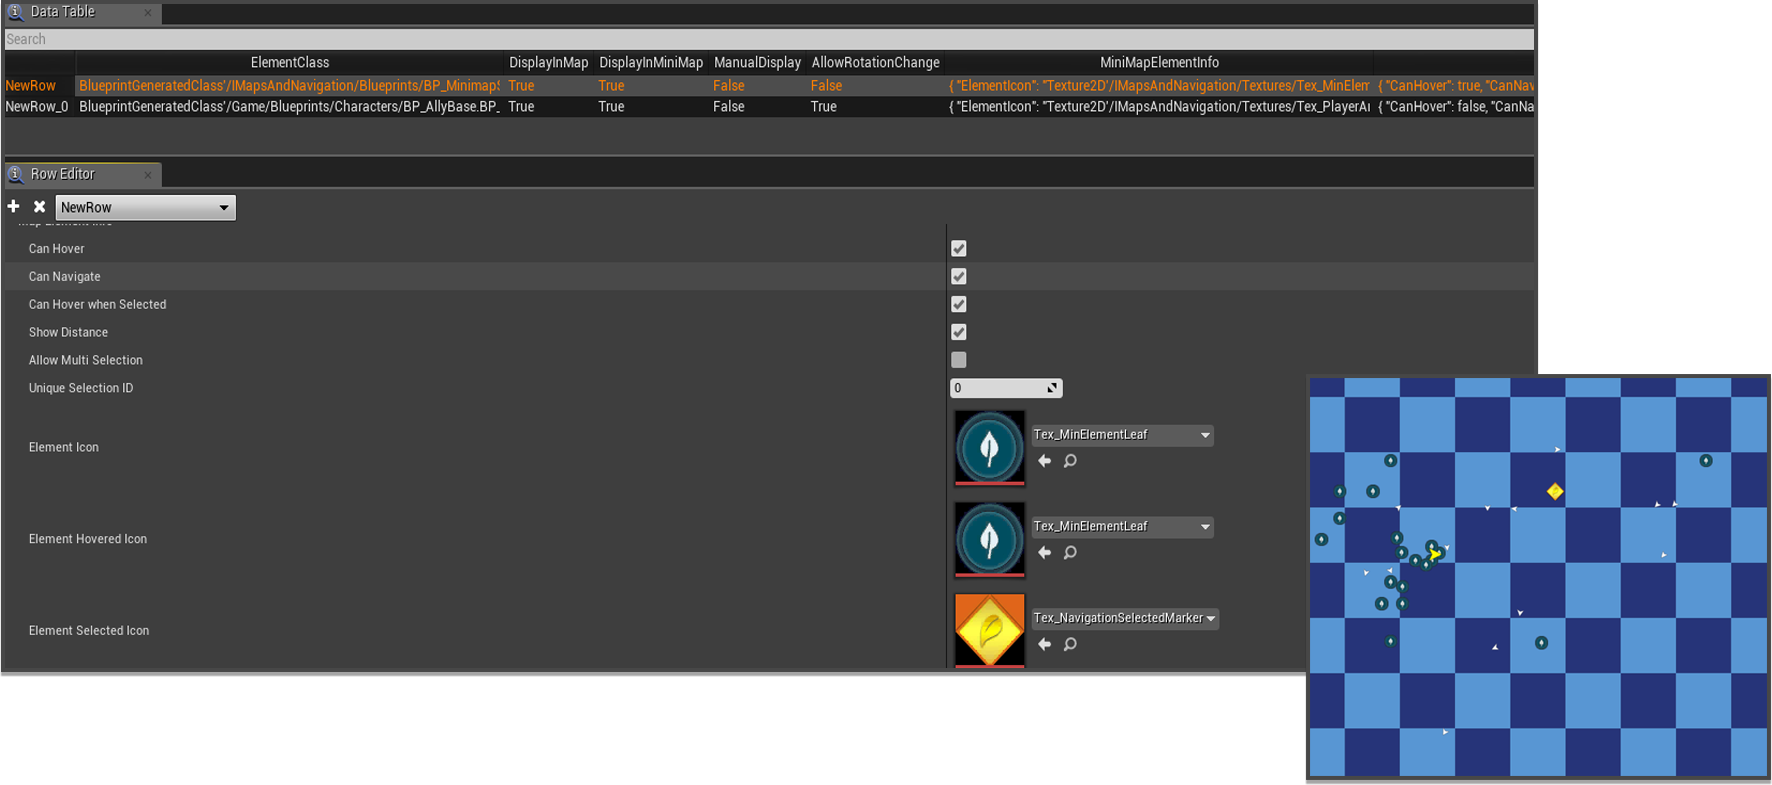 Data Table
Search
ElementClass DisplayInMap DisplayInMiniMap ManualDisplay AllowRotationChange MiniMapElementInfo
NewRow BlueprintGeneratedClass'/IMapsAndNavigation/Blueprints/BP_Minimap True True False False { "ElementIcon": "Texture2D'/IMapsAndNavigation/Textures/Tex_MinElem { "CanHover": true, "CanNav
NewRow_0 BlueprintGeneratedClass'/Game/Blueprints/Characters/BP_AllyBase.BP_ True True False True { "ElementIcon": "Texture2D'/IMapsAndNavigation/Textures/Tex_PlayerAr { "CanHover": false, "CanNa
Row Editor
NewRow
Can Hover
Can Navigate
Can Hover when Selected
Show Distance
Allow Multi Selection
Unique Selection ID 0
Element Icon Tex_MinElementLeaf
Element Hovered Icon Tex_MinElementLeaf
Element Selected Icon Tex_NavigationSelectedMarker